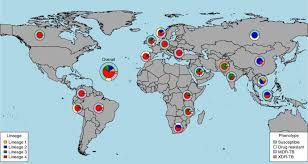 Overall
Lineage
Lineage 1
Lineage 2
Lineage 3
Lineage 4
Phenotype
Susceptible
Drug resistant
MDR-TB
XDR-TB